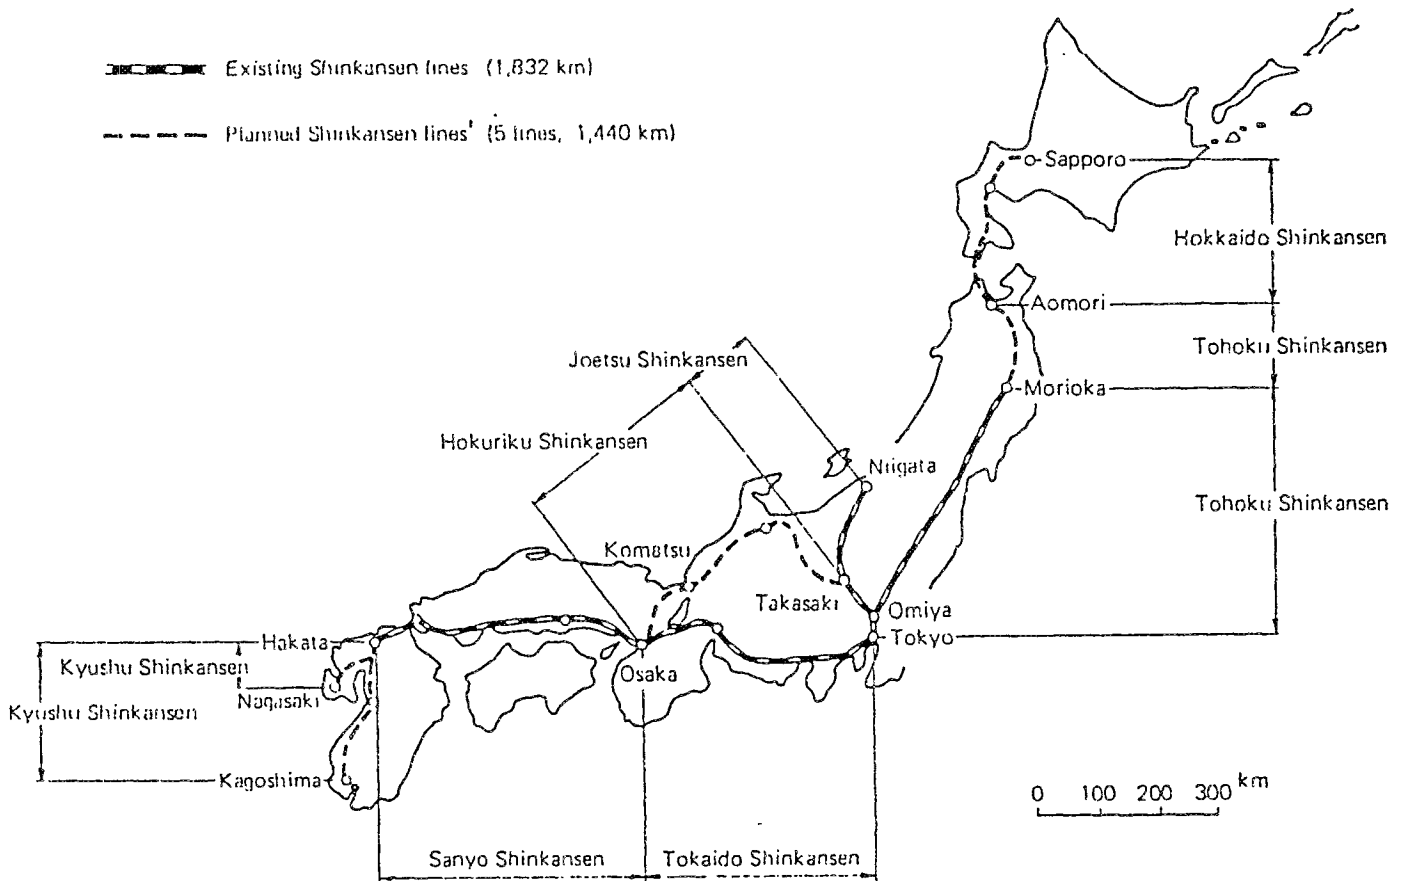 Existing Shinkansen lines (1,832 km)
Planned Shinkansen lines' (5 lines, 1,440 km)
Sapporo
Hokkaido Shinkansen
Aomori
Tohoku Shinkansen
Joetsu Shinkansen
Morioka
Hokuriku Shinkansen
Niigata
Tohoku Shinkansen
Komatsu
Takasaki
Omiya
Tokyo
Hakata
Kyushu Shinkansen
Osaka
Nagasaki
Kyushu Shinkansen
Kagoshima
0 100 200 300 km
Sanyo Shinkansen
Tokaido Shinkansen